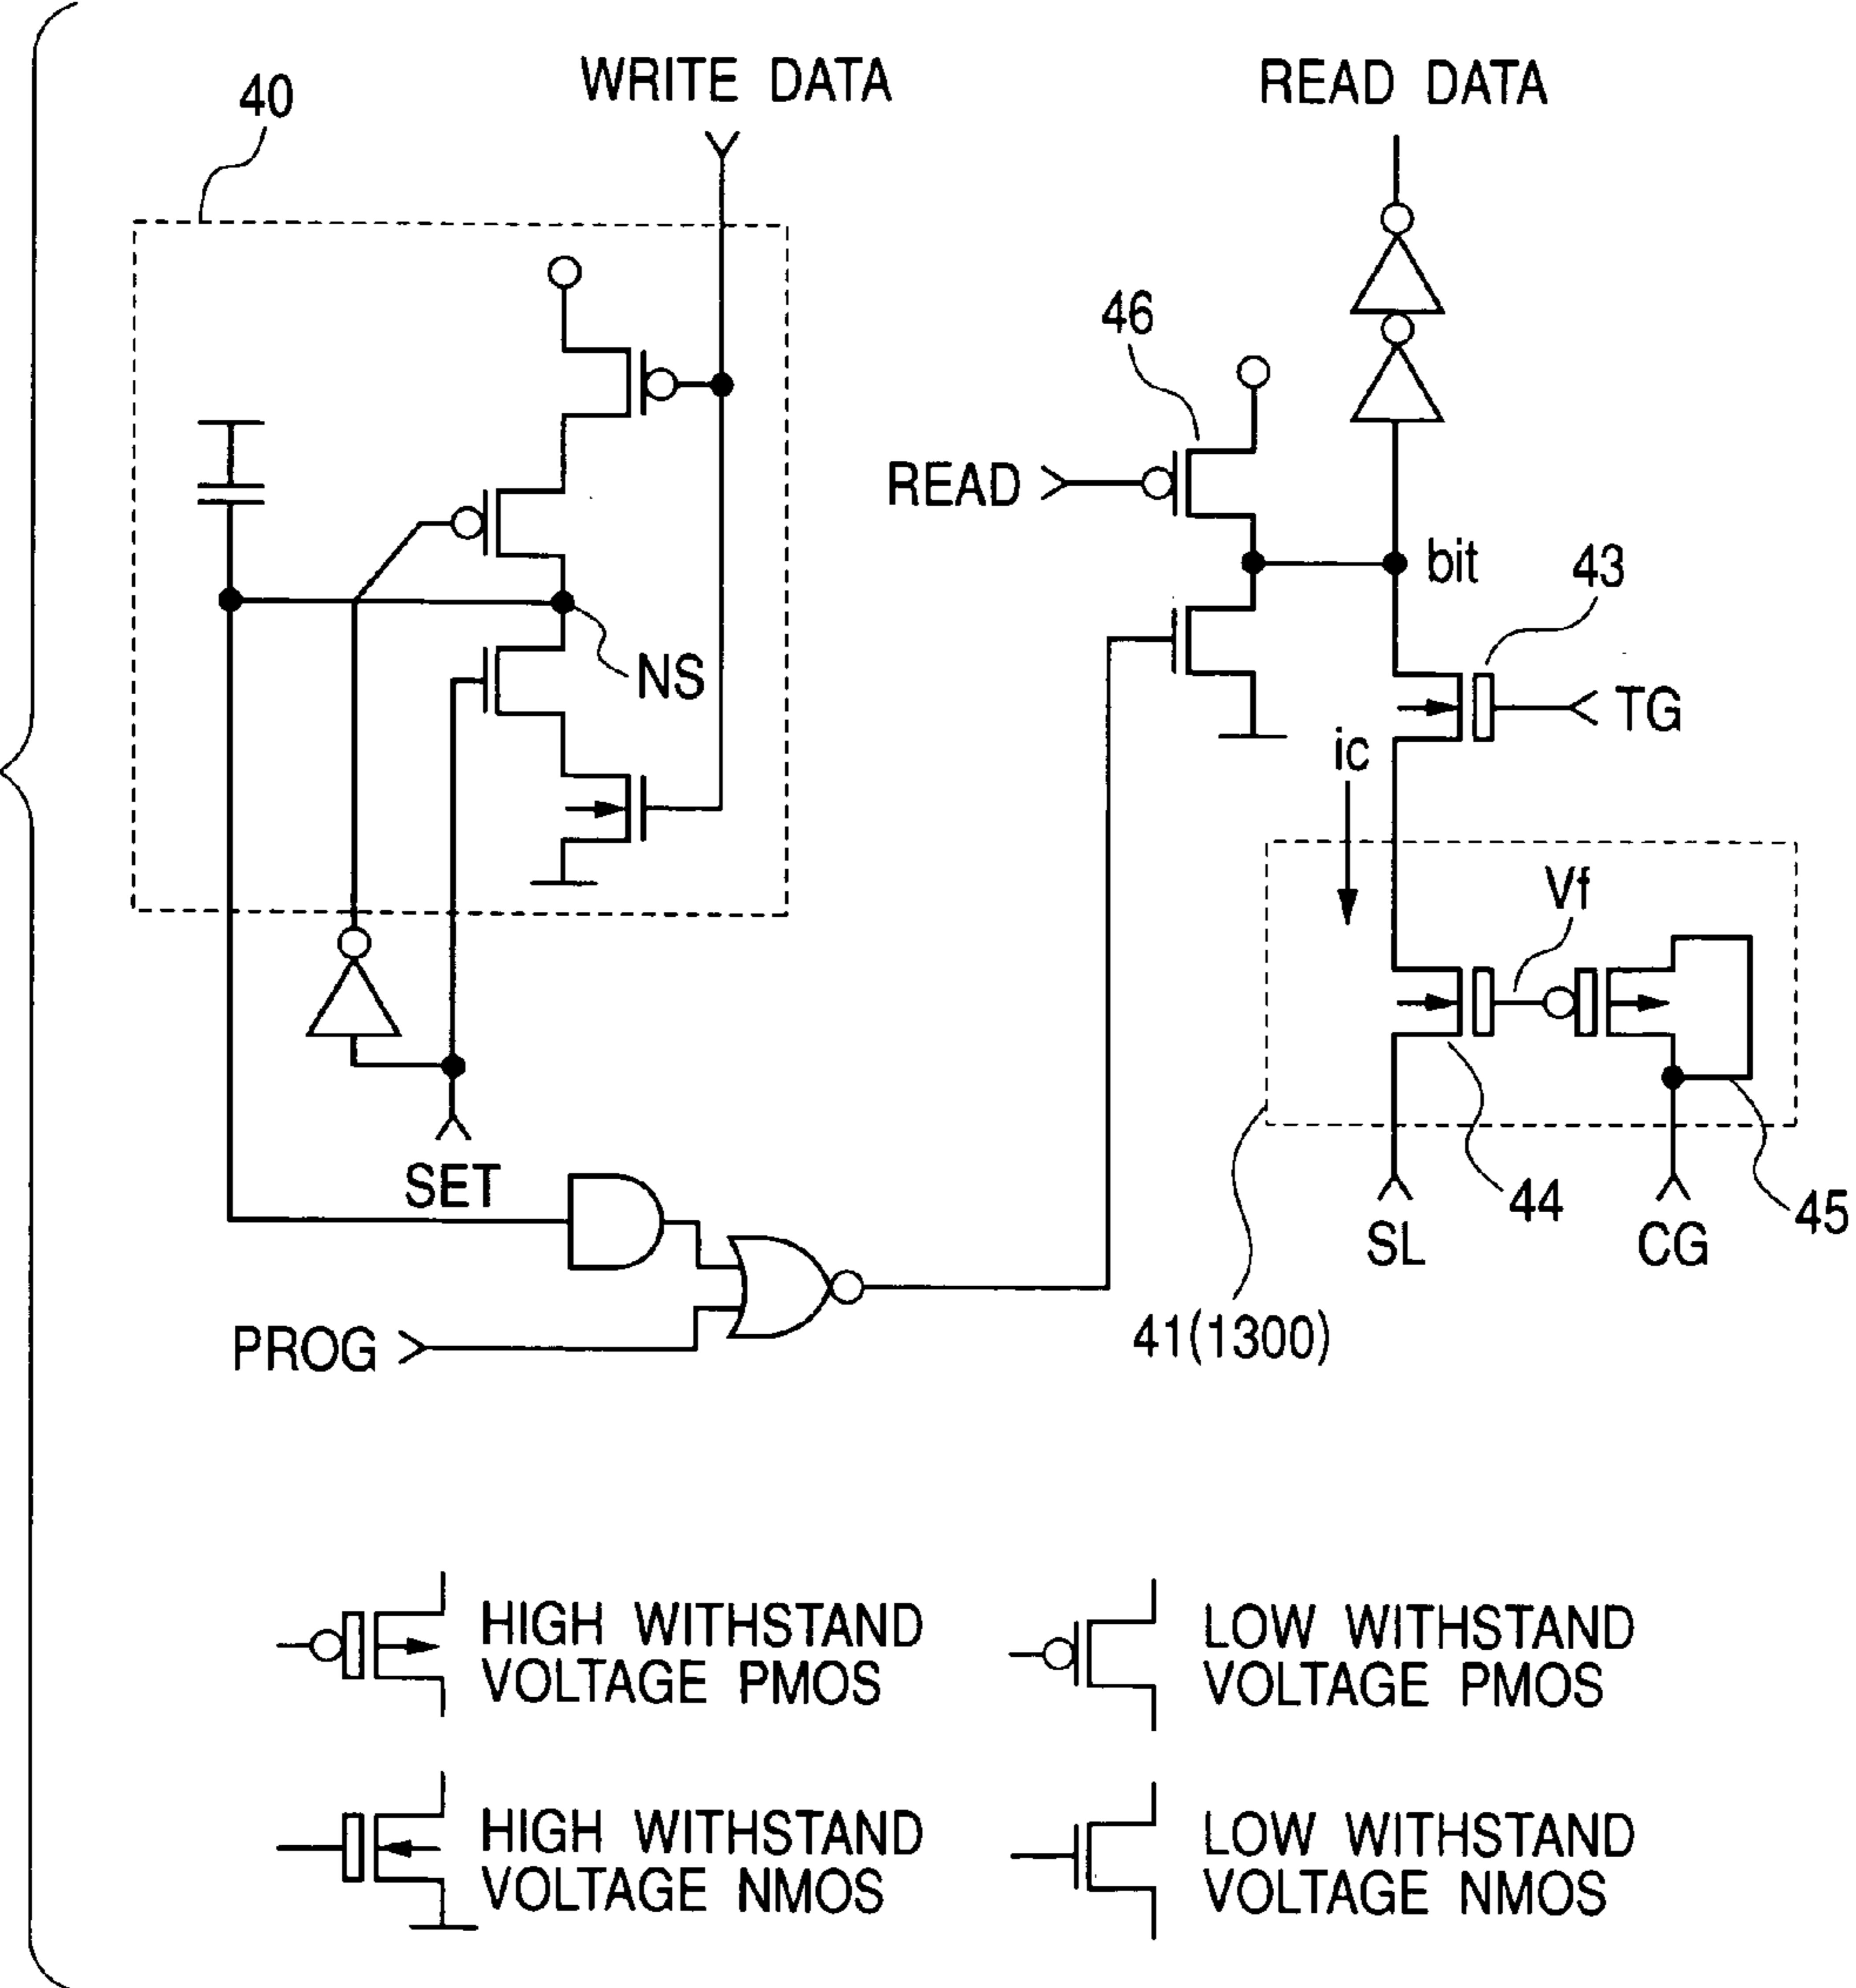 40
WRITE DATA
READ DATA
46
READ
bit
43
NS
TG
ic
Vf
SET
44
45
SL
CG
PROG
41(1300)
HIGH WITHSTAND
VOLTAGE PMOS
LOW WITHSTAND
VOLTAGE PMOS
HIGH WITHSTAND
VOLTAGE NMOS
LOW WITHSTAND
VOLTAGE NMOS